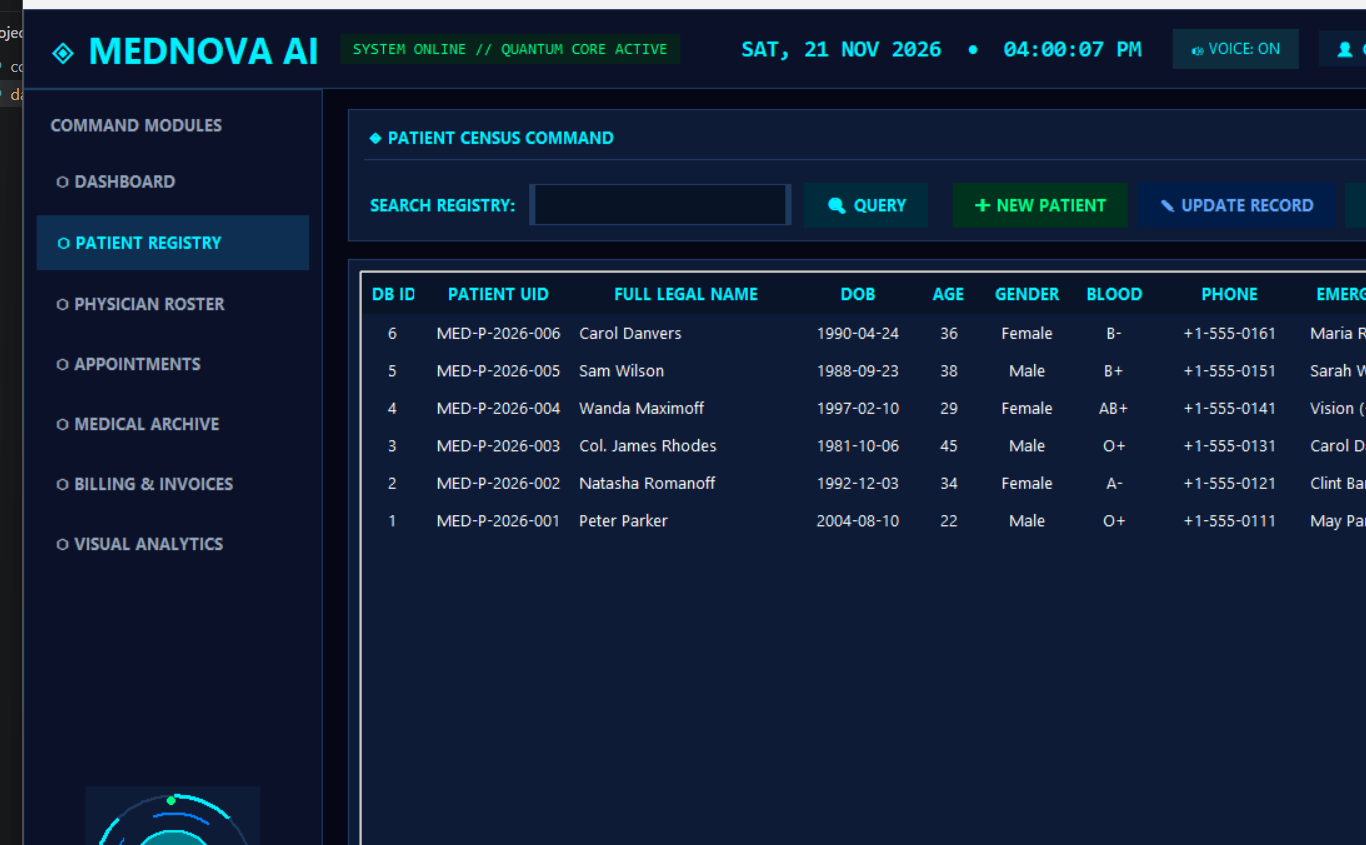 MEDNOVA AI SYSTEM ONLINE // QUANTUM CORE ACTIVE SAT, 21 NOV 2026 • 04:00:07 PM VOICE: ON
COMMAND MODULES
DASHBOARD
PATIENT REGISTRY
PHYSICIAN ROSTER
APPOINTMENTS
MEDICAL ARCHIVE
BILLING & INVOICES
VISUAL ANALYTICS
PATIENT CENSUS COMMAND
SEARCH REGISTRY: QUERY + NEW PATIENT UPDATE RECORD
DB ID PATIENT UID FULL LEGAL NAME DOB AGE GENDER BLOOD PHONE EMERG
6 MED-P-2026-006 Carol Danvers 1990-04-24 36 Female B- +1-555-0161 Maria R
5 MED-P-2026-005 Sam Wilson 1988-09-23 38 Male B+ +1-555-0151 Sarah W
4 MED-P-2026-004 Wanda Maximoff 1997-02-10 29 Female AB+ +1-555-0141 Vision (
3 MED-P-2026-003 Col. James Rhodes 1981-10-06 45 Male O+ +1-555-0131 Carol D
2 MED-P-2026-002 Natasha Romanoff 1992-12-03 34 Female A- +1-555-0121 Clint Ba
1 MED-P-2026-001 Peter Parker 2004-08-10 22 Male O+ +1-555-0111 May Pa